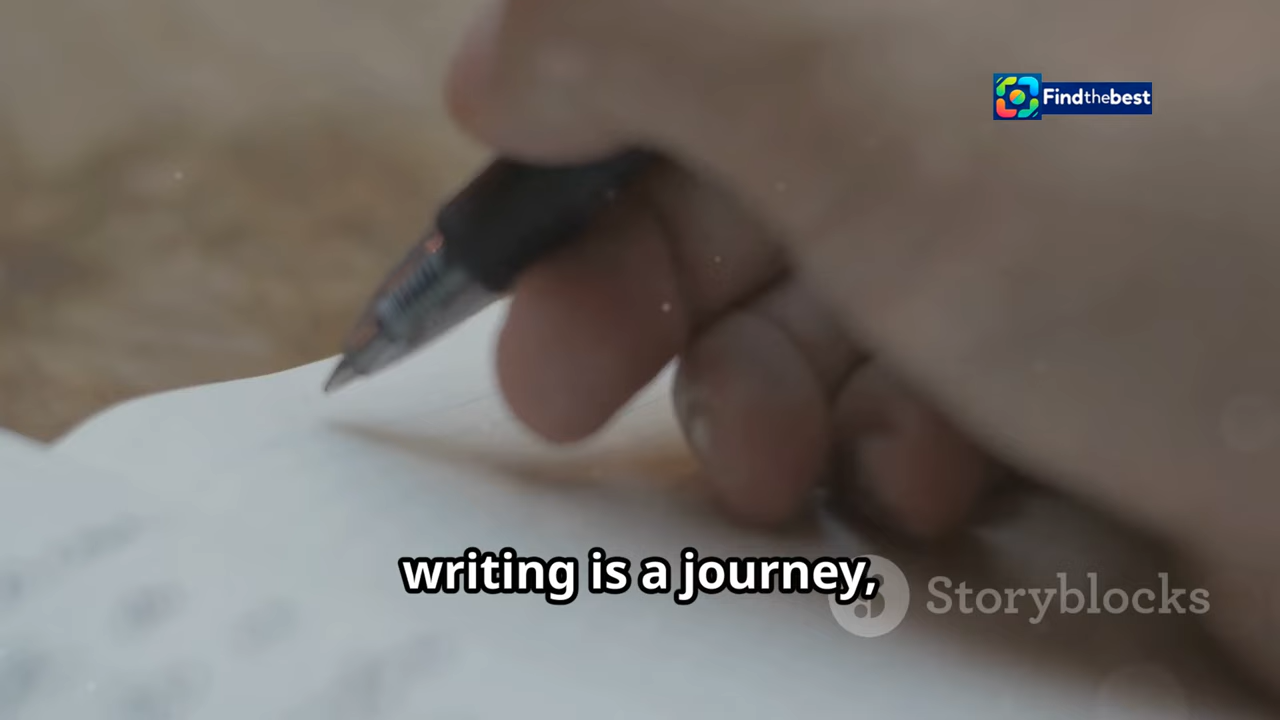 Findthebest
writing is a journey,
Storyblocks